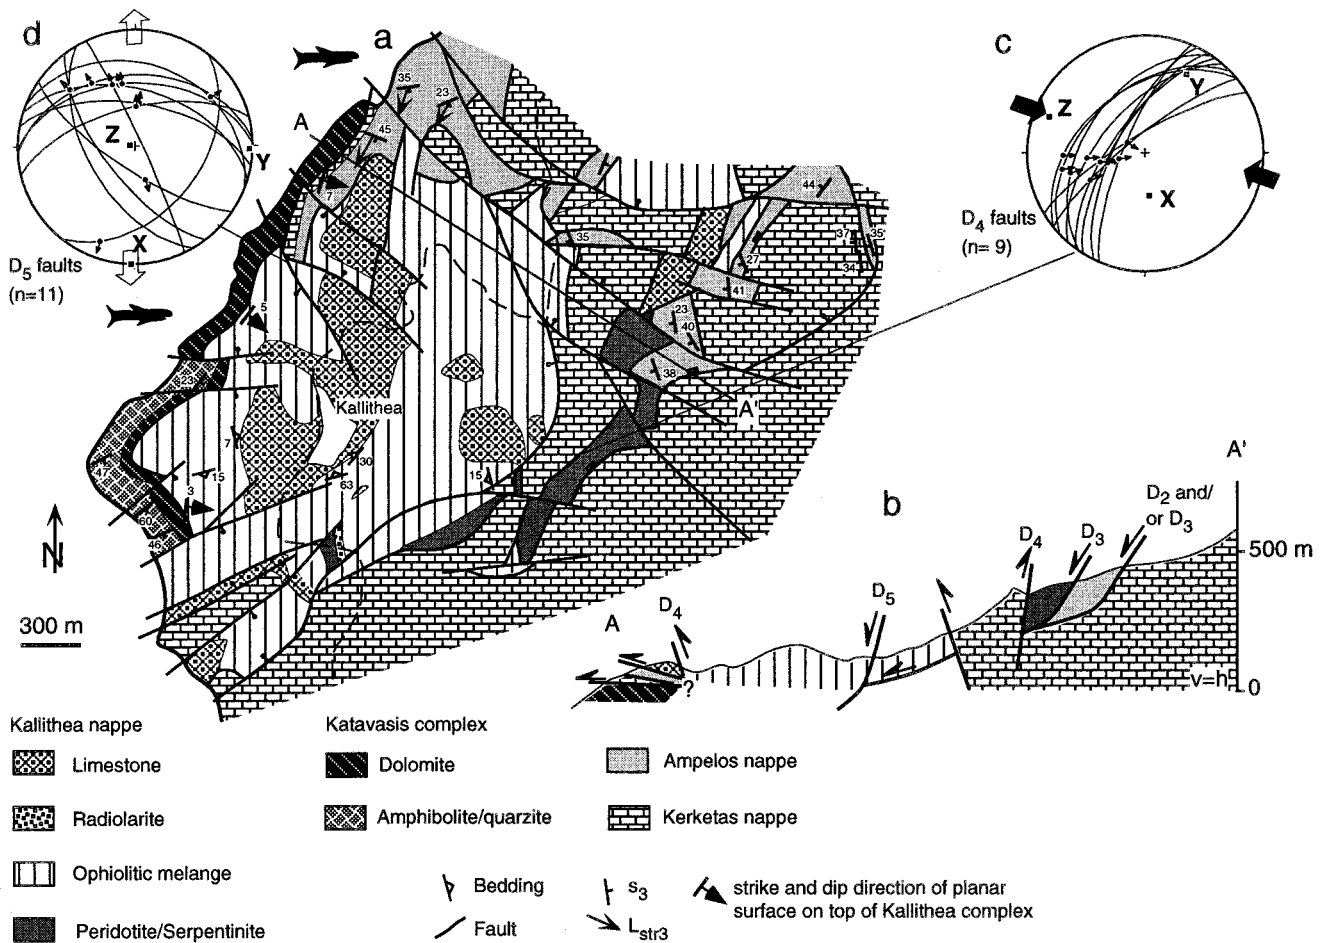 d
a
c
Z
Y
X
D5 faults
(n=11)
Z
Y
X
D4 faults
(n= 9)
A
35
23
45
7
44
35
37
35
34
27
41
23
40
38
5
23
Kallithea
A'
7
47
15
3
30
63
15
60
46
N
300 m
b
A'
D2 and/
or D3
D3
D4
500 m
D5
D4
A
?
v=h
0
Kallithea nappe
Limestone
Radiolarite
Ophiolitic melange
Peridotite/Serpentinite
Katavasis complex
Dolomite
Amphibolite/quarzite
Ampelos nappe
Kerketas nappe
Bedding
Fault
s3
Lstr3
strike and dip direction of planar
surface on top of Kallithea complex